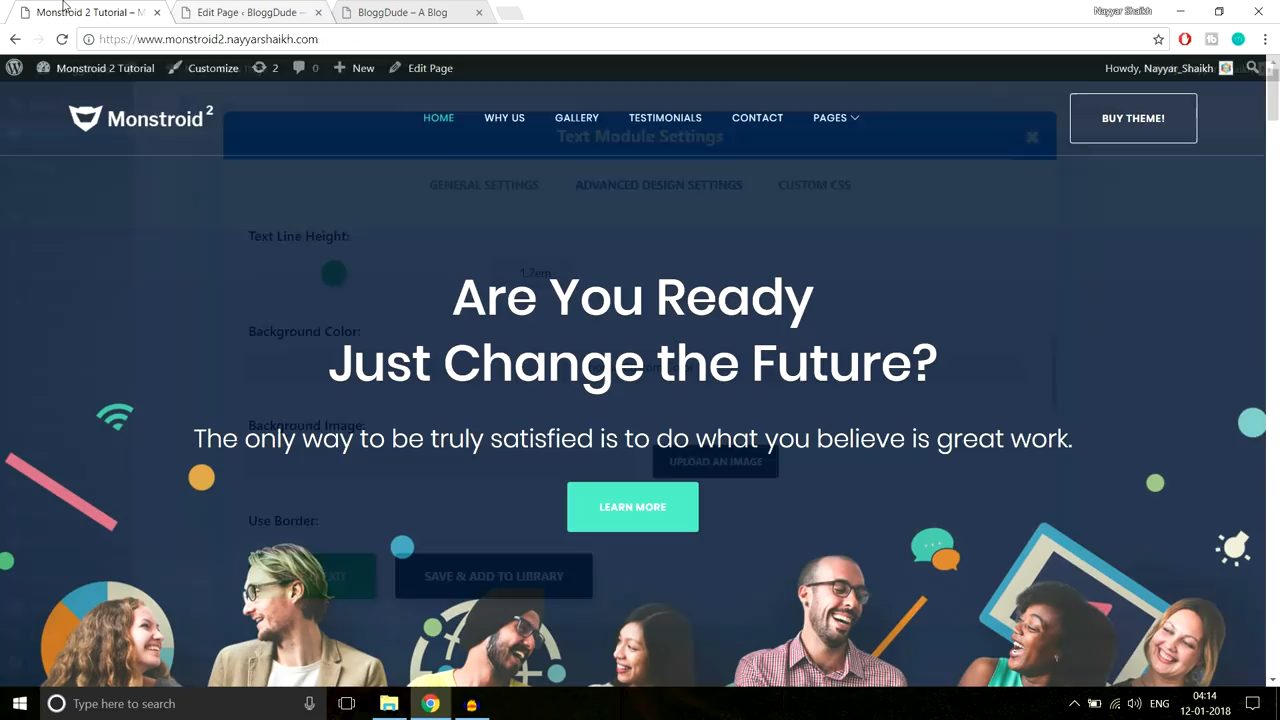 Nayyar Shaikh
Monstroid 2 Tutorial – M
Edit Page ‹ BloggDude —
BloggDude – A Blog
https://www.monstroid2.nayyarshaikh.com
Monstroid 2 Tutorial
Customize
2
0
New
Edit Page
Howdy, Nayyar_Shaikh
Monstroid 2
HOME
WHY US
GALLERY
TESTIMONIALS
CONTACT
PAGES
BUY THEME!
Text Module Settings
GENERAL SETTINGS
ADVANCED DESIGN SETTINGS
CUSTOM CSS
Text Line Height:
1.7em
Are You Ready
Background Color:
Just Change the Future?
Background Image:
The only way to be truly satisfied is to do what you believe is great work.
UPLOAD AN IMAGE
LEARN MORE
Use Border:
SAVE & ADD TO LIBRARY
Type here to search
ENG
04:14
12-01-2018